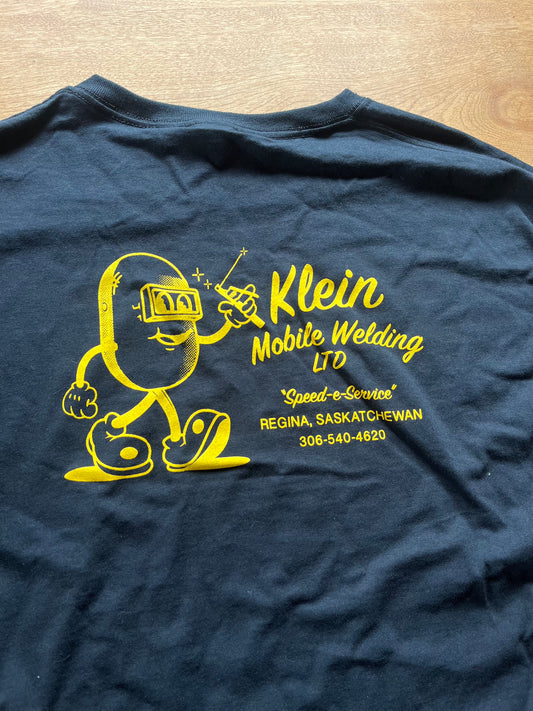 Klein
Mobile Welding
LTD
"Speed-e-Service"
REGINA, SASKATCHEWAN
306-540-4620